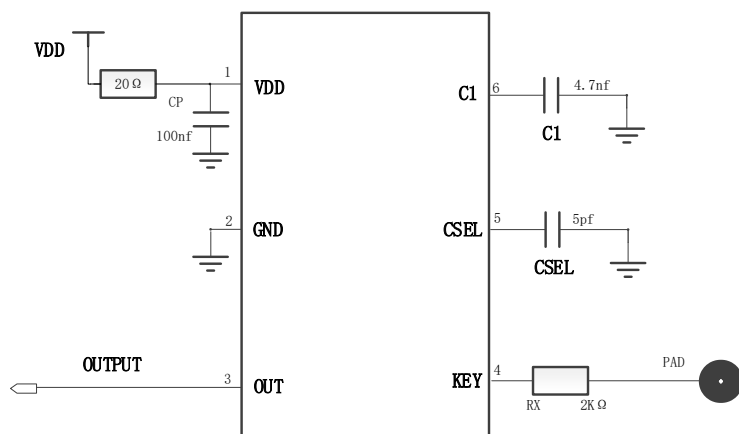 VDD
20Ω
1
VDD
CP
100nf
2
GND
OUTPUT
3
OUT
C1
6
4.7nf
C1
CSEL
5
5pf
CSEL
KEY
4
RX
2KΩ
PAD